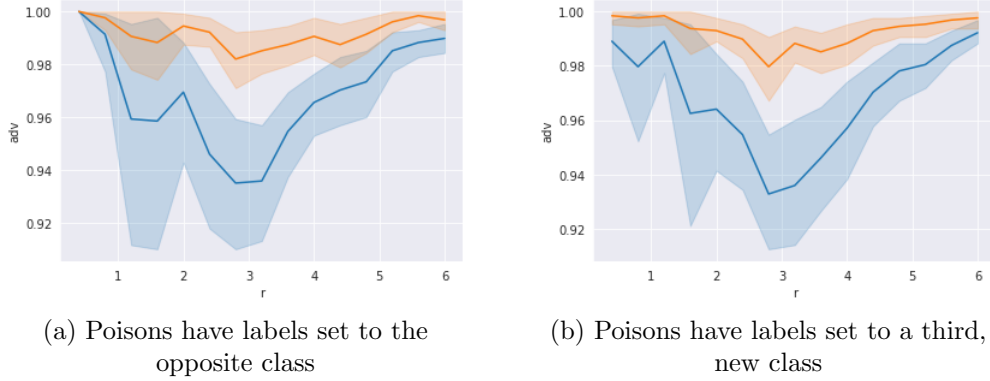 1.00
0.98
0.96
0.94
0.92
adv
1 2 3 4 5 6
r
(a) Poisons have labels set to the
opposite class
1.00
0.98
0.96
0.94
0.92
adv
1 2 3 4 5 6
r
(b) Poisons have labels set to a third,
new class